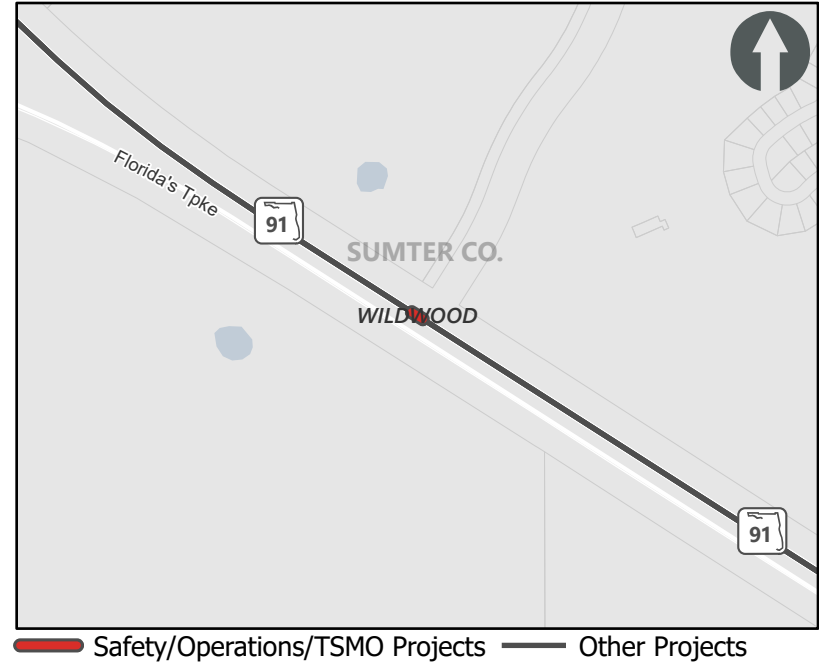 Florida's Tpke
91
SUMTER CO.
WILDWOOD
91
Safety/Operations/TSMO Projects
Other Projects